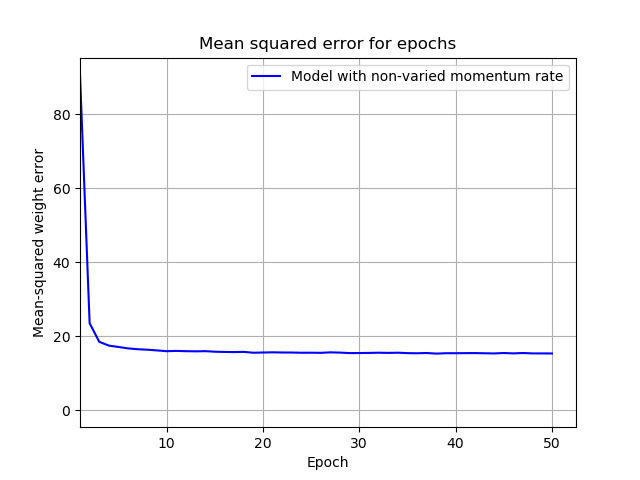 Mean squared error for epochs
Model with non-varied momentum rate
Mean-squared weight error
80
60
40
20
0
10 20 30 40 50
Epoch